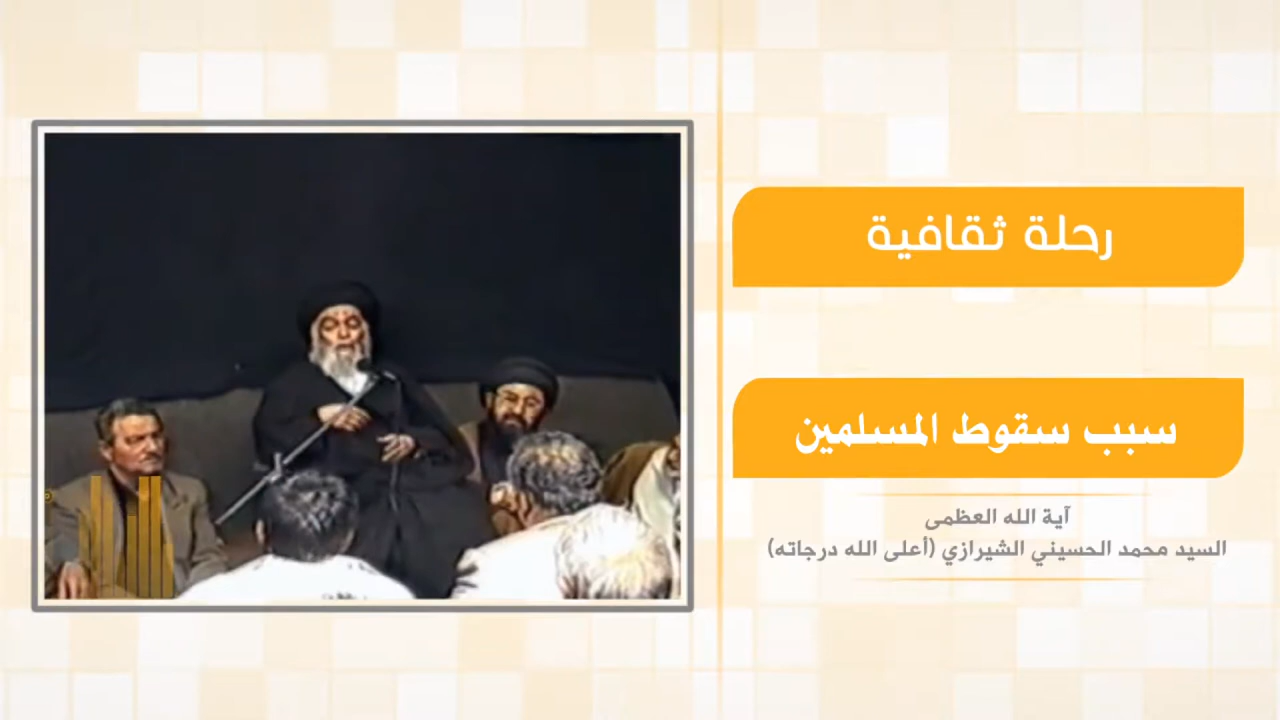 رحلة ثقافية
سبب سقوط المسلمين
آية الله العظمى
السيد محمد الحسيني الشيرازي (أعلى الله درجاته)